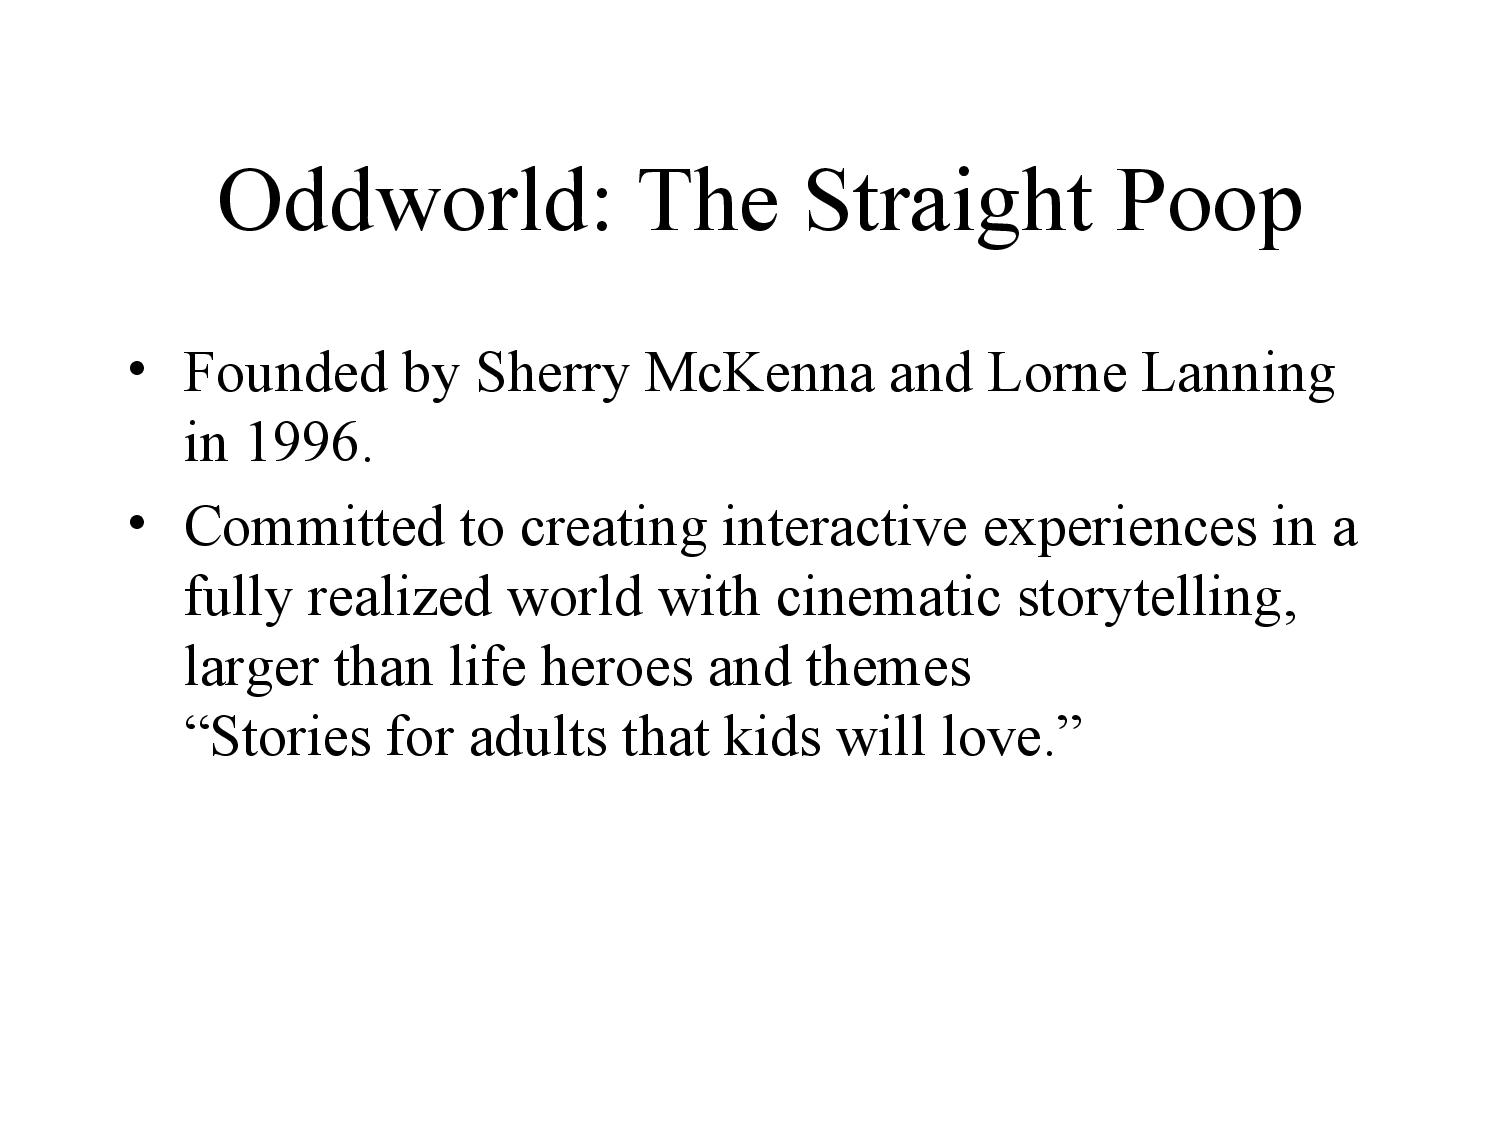 Oddworld: The Straight Poop
• Founded by Sherry McKenna and Lorne Lanning
in 1996.
• Committed to creating interactive experiences in a
fully realized world with cinematic storytelling,
larger than life heroes and themes
“Stories for adults that kids will love.”